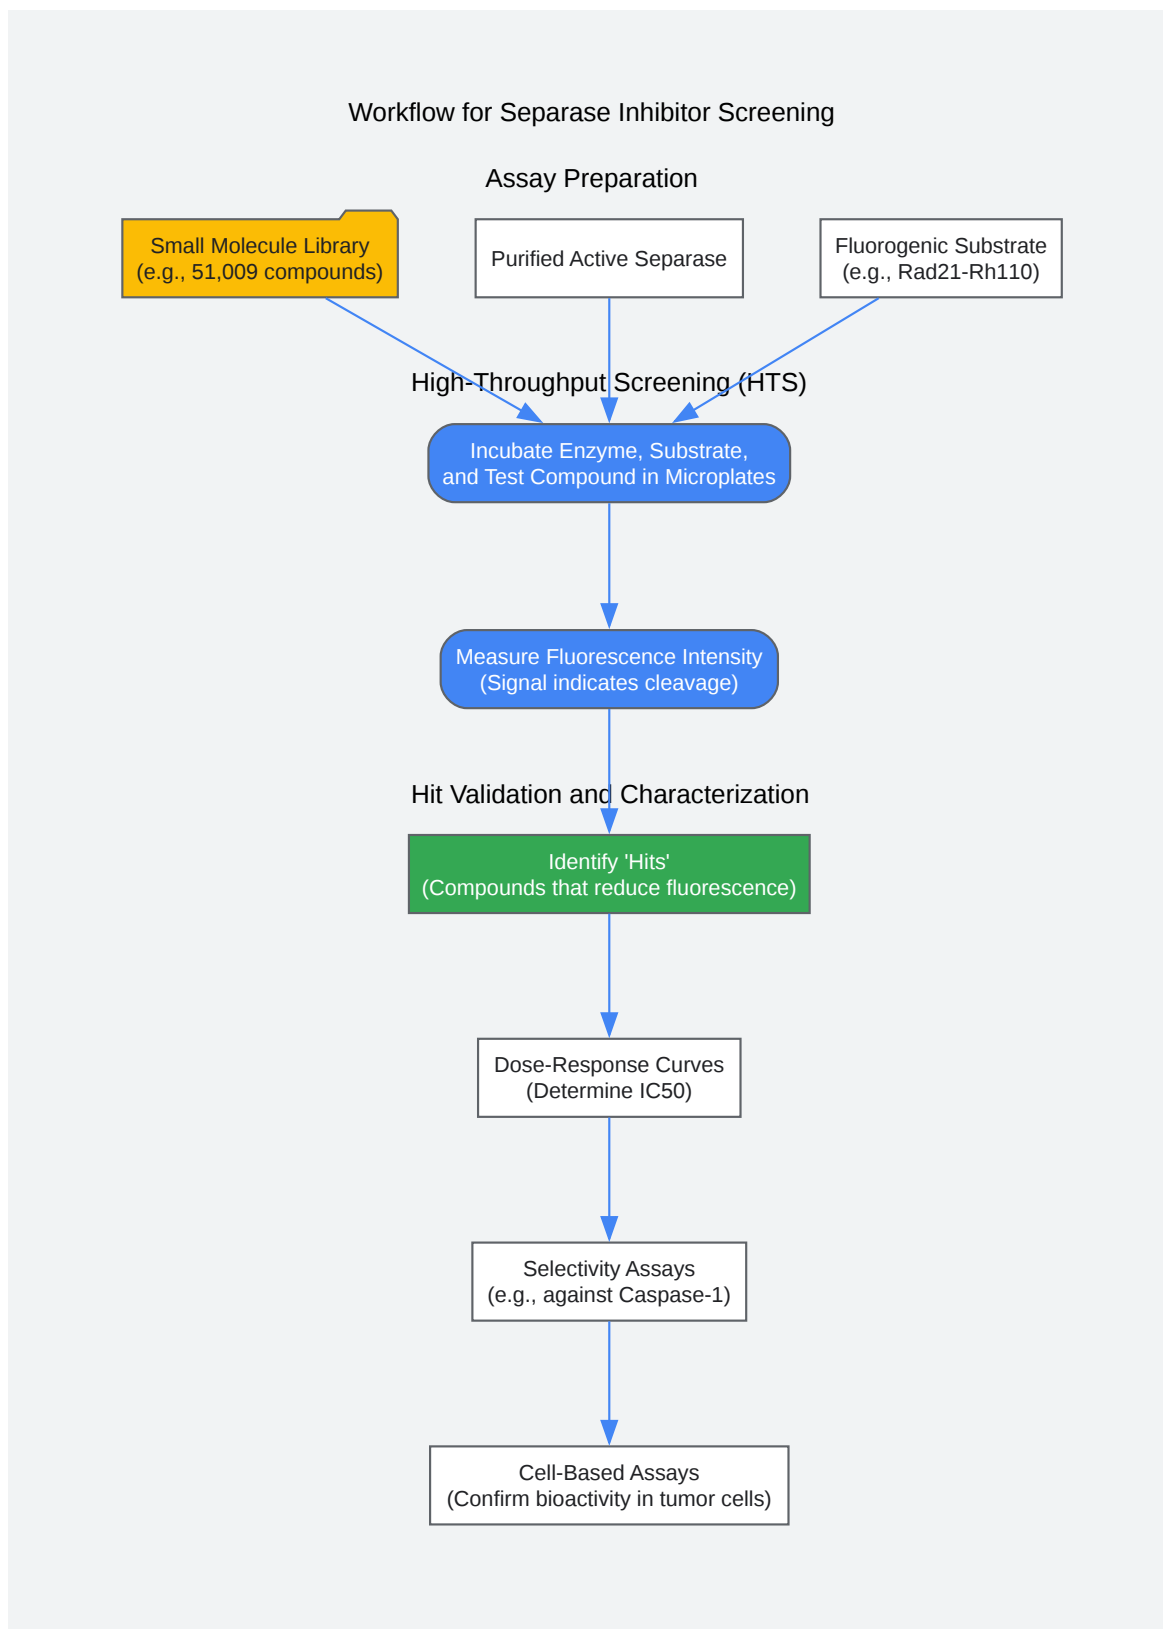 Workflow for Separase Inhibitor Screening
Assay Preparation
Small Molecule Library
(e.g., 51,009 compounds)
Purified Active Separase
Fluorogenic Substrate
(e.g., Rad21-Rh110)
High-Throughput Screening (HTS)
Incubate Enzyme, Substrate,
and Test Compound in Microplates
Measure Fluorescence Intensity
(Signal indicates cleavage)
Hit Validation and Characterization
Identify 'Hits'
(Compounds that reduce fluorescence)
Dose-Response Curves
(Determine IC50)
Selectivity Assays
(e.g., against Caspase-1)
Cell-Based Assays
(Confirm bioactivity in tumor cells)